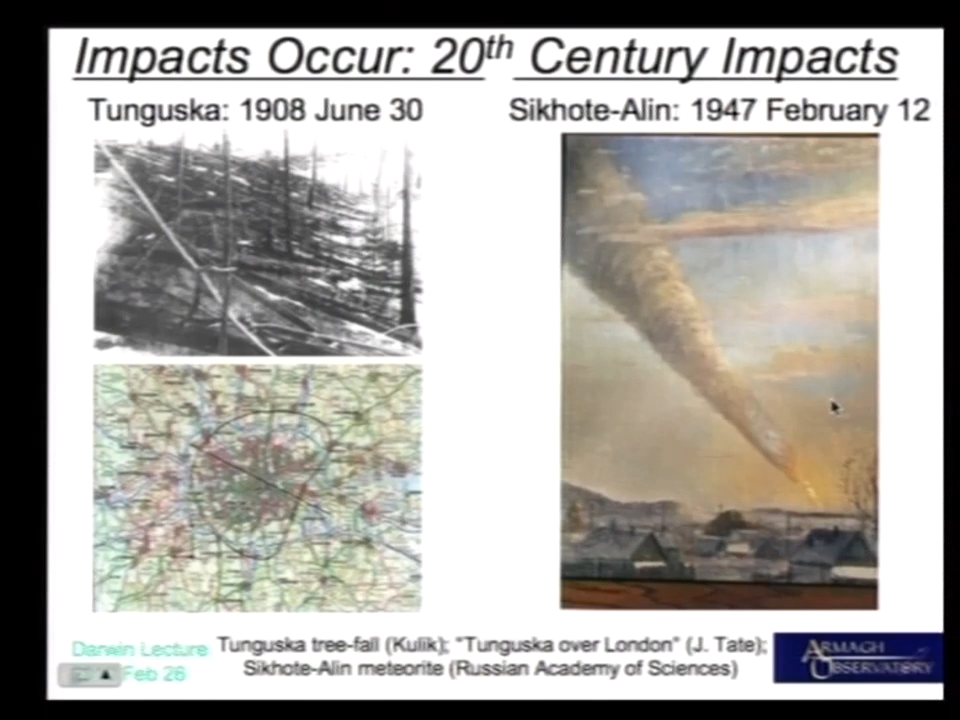 Impacts Occur: 20th Century Impacts
Tunguska: 1908 June 30
Sikhote-Alin: 1947 February 12
Tunguska tree-fall (Kulik); "Tunguska over London" (J. Tate);
Sikhote-Alin meteorite (Russian Academy of Sciences)
Darwin Lecture
Feb 26
ARMAGH
OBSERVATORY